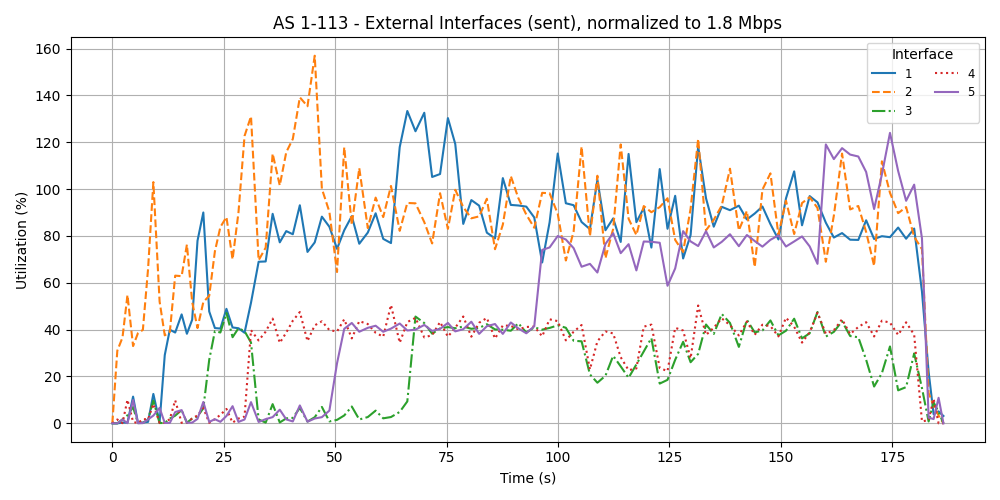 AS 1-113 - External Interfaces (sent), normalized to 1.8 Mbps
Utilization (%)
160
140
120
100
80
60
40
20
0
0 25 50 75 100 125 150 175
Time (s)
Interface
1 4
2 5
3